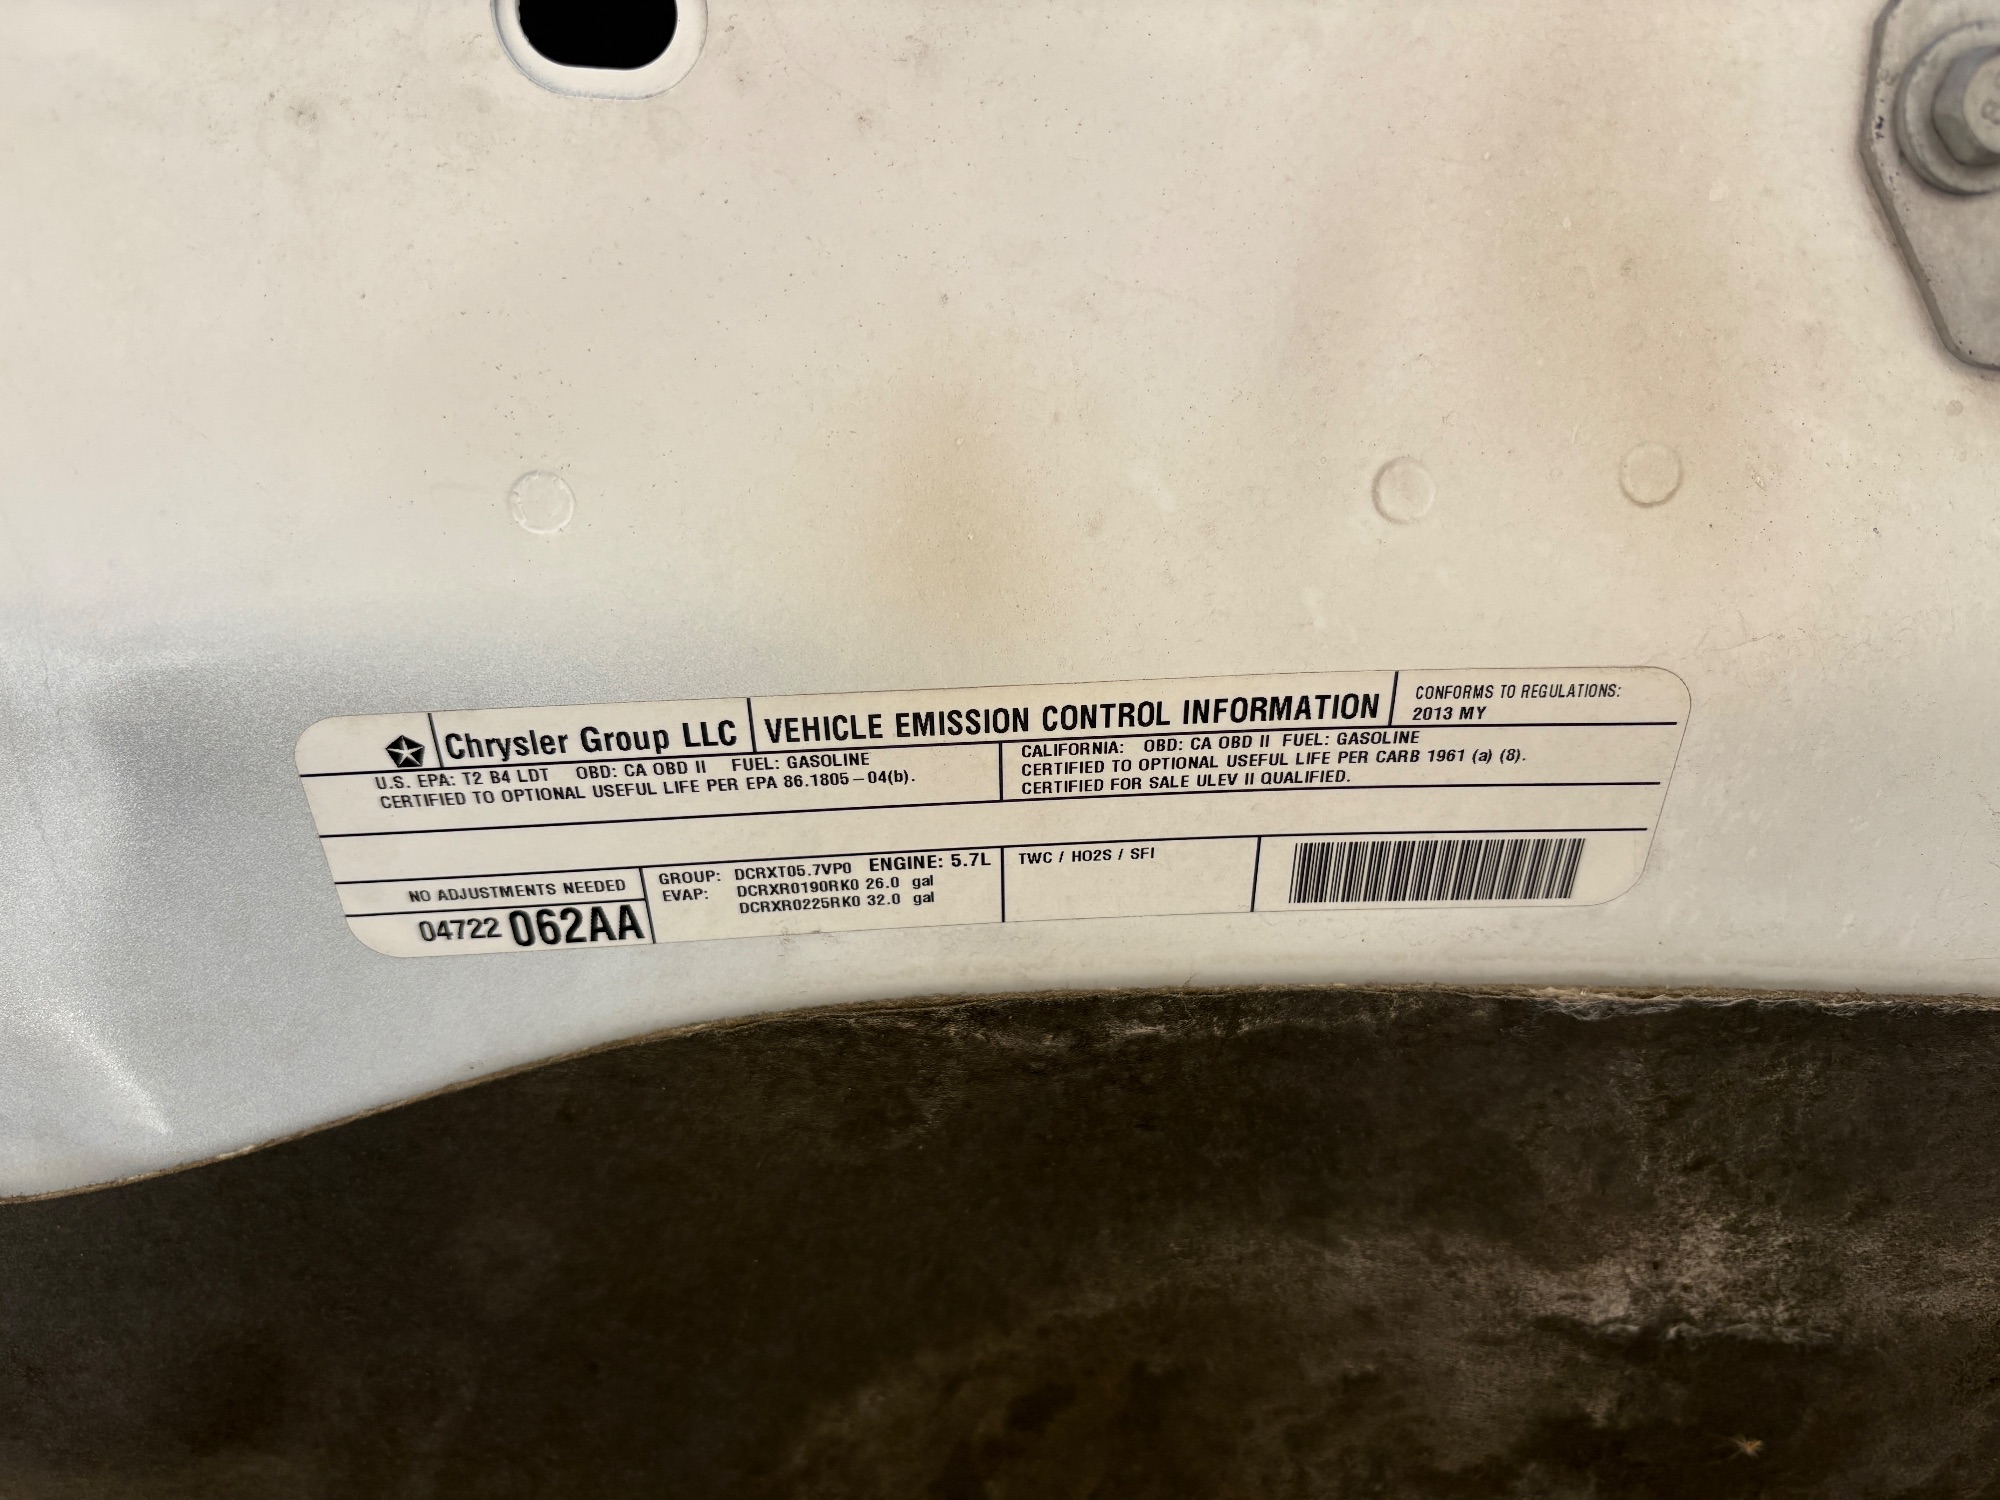 Chrysler Group LLC
VEHICLE EMISSION CONTROL INFORMATION
CONFORMS TO REGULATIONS:
2013 MY
U.S. EPA: T2 B4 LDT OBD: CA OBD II FUEL: GASOLINE
CERTIFIED TO OPTIONAL USEFUL LIFE PER EPA 86.1805-04(b).
CALIFORNIA: OBD: CA OBD II FUEL: GASOLINE
CERTIFIED TO OPTIONAL USEFUL LIFE PER CARB 1961 (a) (8).
CERTIFIED FOR SALE ULEV II QUALIFIED.
NO ADJUSTMENTS NEEDED
04722 062AA
GROUP: DCRXT05.7VP0 ENGINE: 5.7L
EVAP: DCRXR0190RK0 26.0 gal
DCRXR0225RK0 32.0 gal
TWC / HO2S / SFI
8